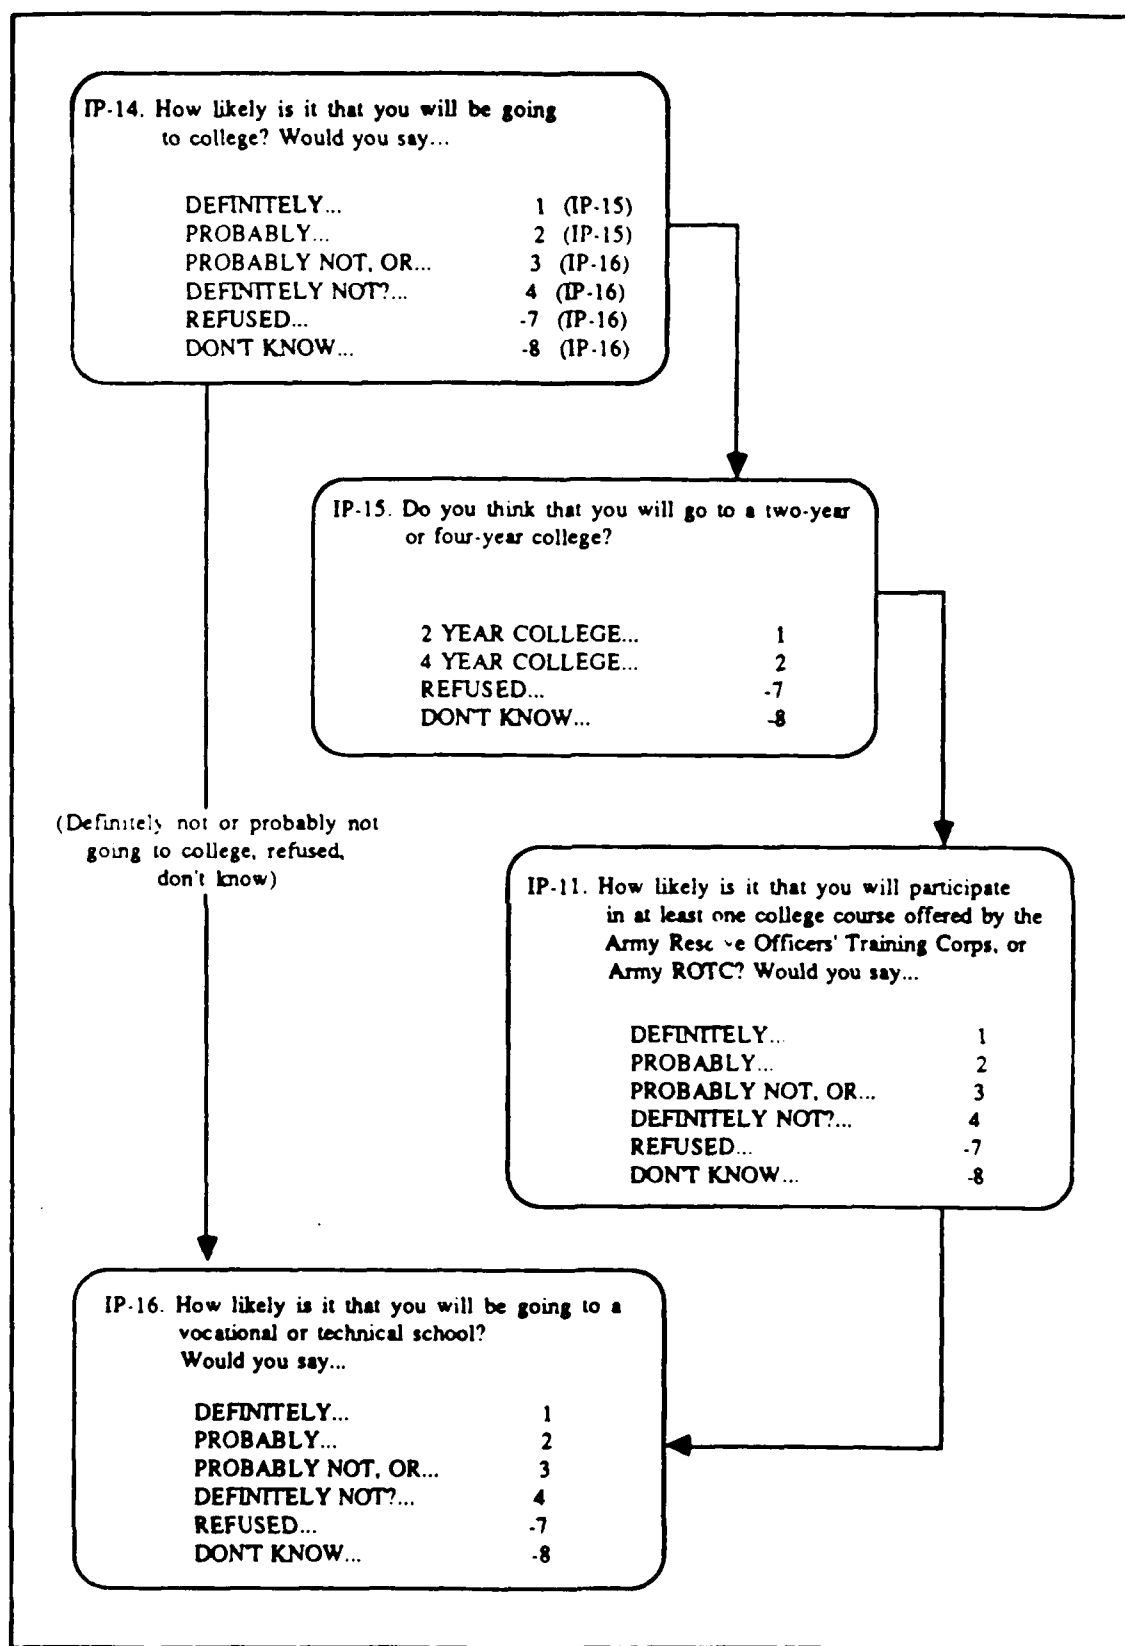 IP-14. How likely is it that you will be going
to college? Would you say...
DEFINITELY... 1 (IP-15)
PROBABLY... 2 (IP-15)
PROBABLY NOT, OR... 3 (IP-16)
DEFINITELY NOT?... 4 (IP-16)
REFUSED... -7 (IP-16)
DON'T KNOW... -8 (IP-16)
IP-15. Do you think that you will go to a two-year
or four-year college?
2 YEAR COLLEGE... 1
4 YEAR COLLEGE... 2
REFUSED... -7
DON'T KNOW... -8
(Definitely not or probably not
going to college, refused,
don't know)
IP-11. How likely is it that you will participate
in at least one college course offered by the
Army Rese ve Officers' Training Corps, or
Army ROTC? Would you say...
DEFINITELY... 1
PROBABLY... 2
PROBABLY NOT, OR... 3
DEFINITELY NOT?... 4
REFUSED... -7
DON'T KNOW... -8
IP-16. How likely is it that you will be going to a
vocational or technical school?
Would you say...
DEFINITELY... 1
PROBABLY... 2
PROBABLY NOT, OR... 3
DEFINITELY NOT?... 4
REFUSED... -7
DON'T KNOW... -8